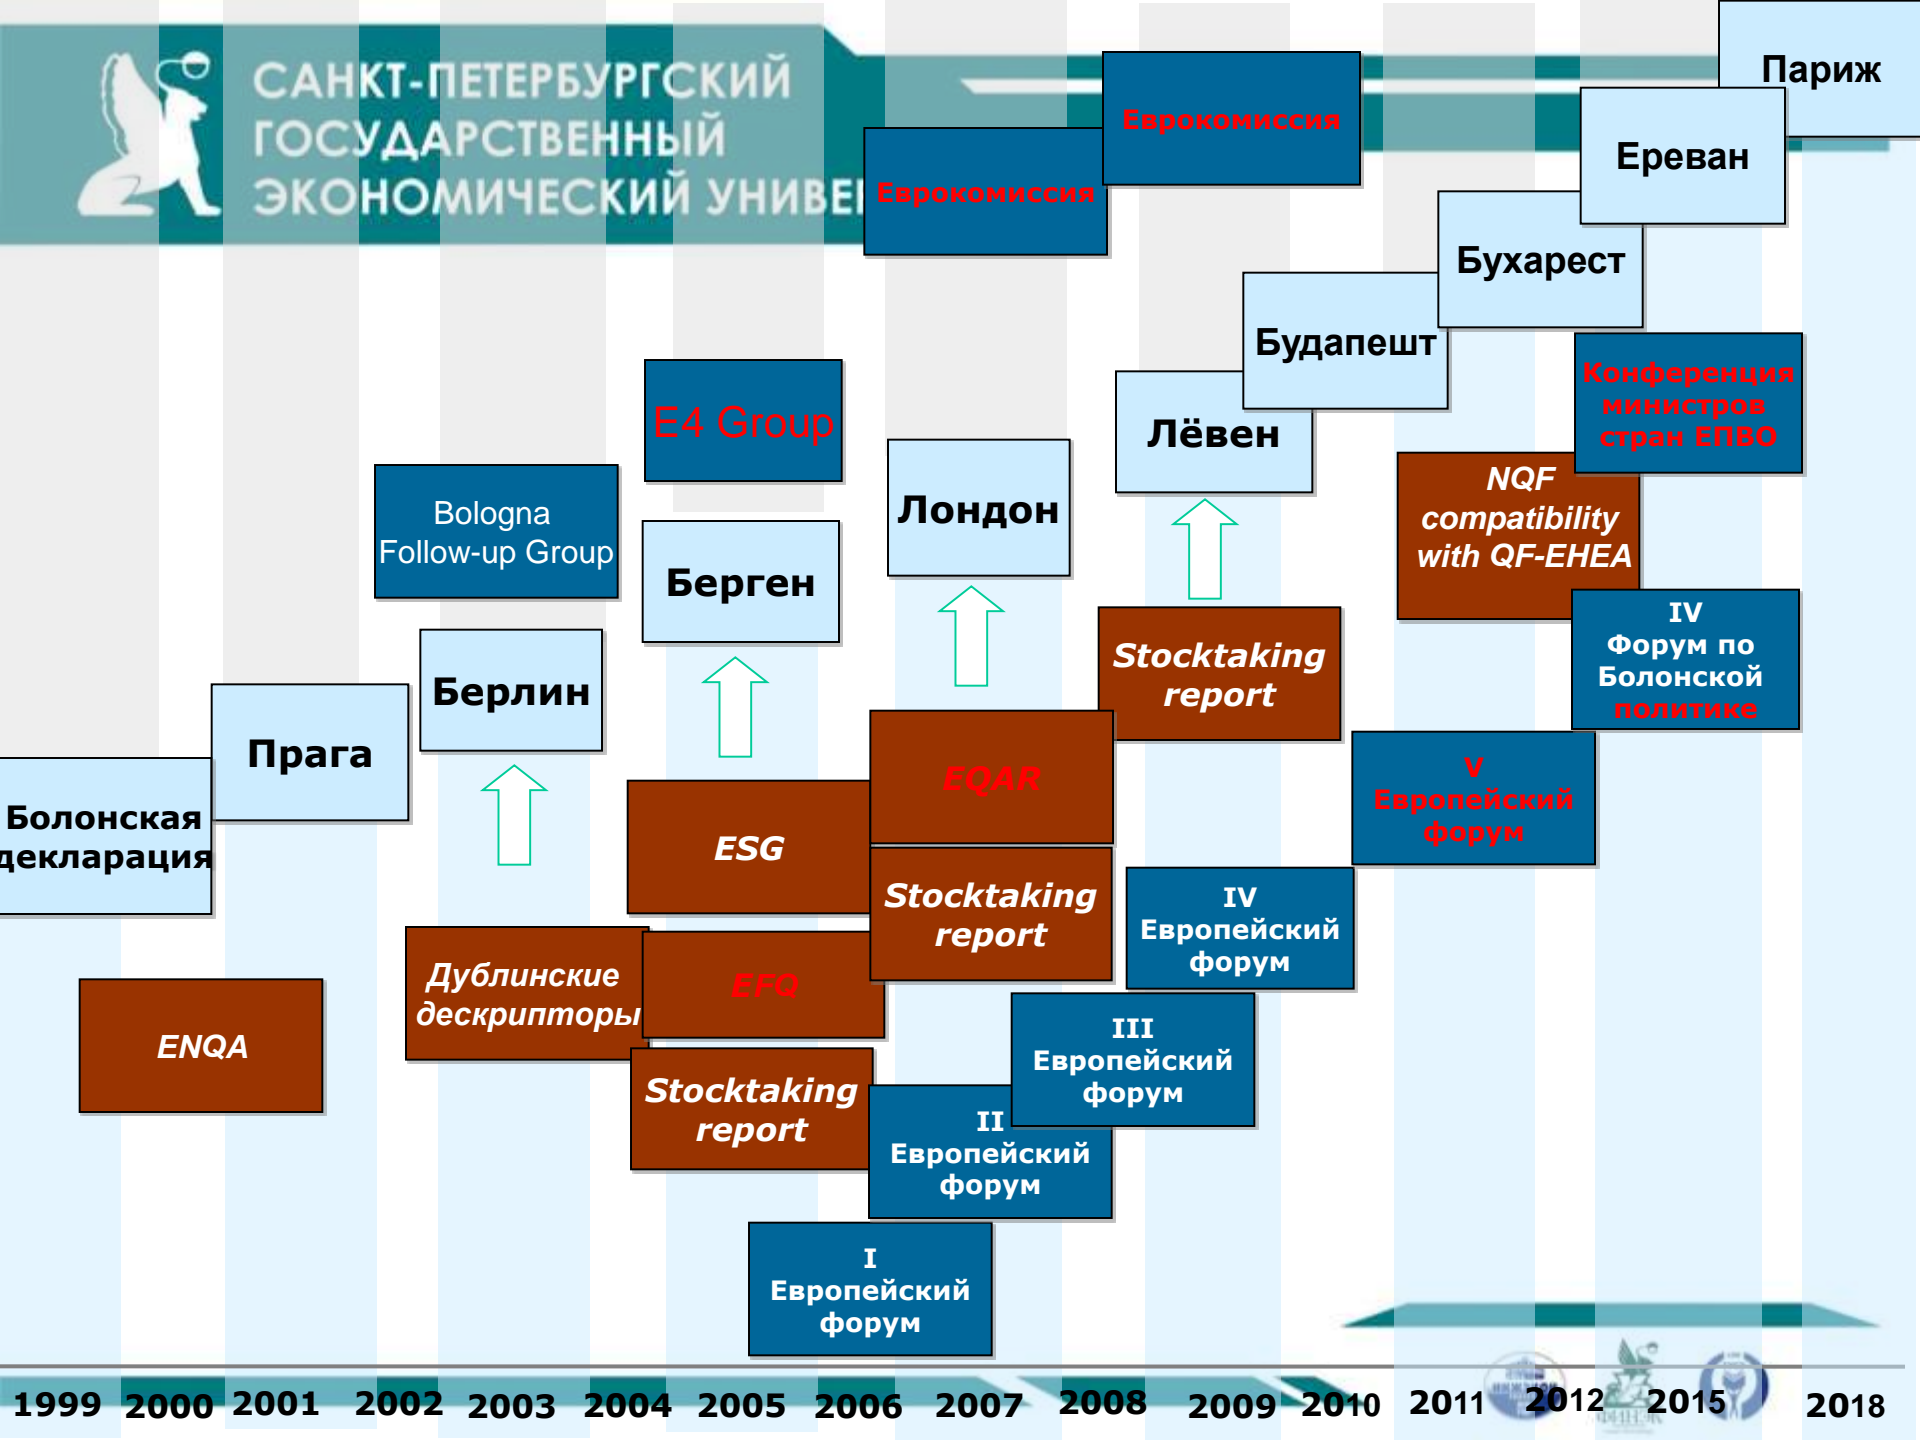 САНКТ-ПЕТЕРБУРГСКИЙ
ГОСУДАРСТВЕННЫЙ
ЭКОНОМИЧЕСКИЙ УНИВЕР
Париж
Еврокомиссия
Ереван
Еврокомиссия
Бухарест
Будапешт
Конференция
министров
стран ЕПВО
E4 Group
Лёвен
Bologna
Follow-up Group
Лондон
NQF
compatibility
with QF-EHEA
Берген
IV
Форум по
Болонской
политике
Берлин
Stocktaking
report
Прага
EQAR
V
Европейский
форум
Болонская
декларация
ESG
Stocktaking
report
IV
Европейский
форум
Дублинские
дескрипторы
EFQ
ENQA
III
Европейский
форум
Stocktaking
report
II
Европейский
форум
I
Европейский
форум
1999 2000 2001 2002 2003 2004 2005 2006 2007 2008 2009 2010 2011 2012 2015 2018
ФИНЭК